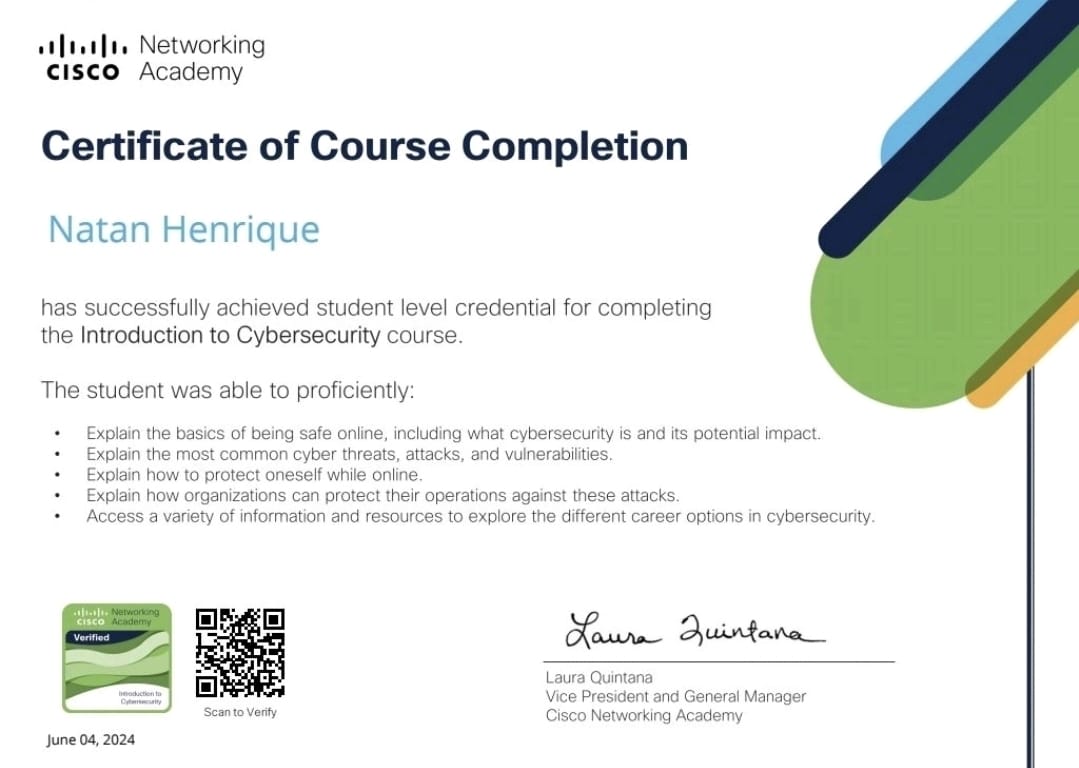 Networking
CISCO Academy
Certificate of Course Completion
Natan Henrique
has successfully achieved student level credential for completing
the Introduction to Cybersecurity course.
The student was able to proficiently:
• Explain the basics of being safe online, including what cybersecurity is and its potential impact.
• Explain the most common cyber threats, attacks, and vulnerabilities.
• Explain how to protect oneself while online.
• Explain how organizations can protect their operations against these attacks.
• Access a variety of information and resources to explore the different career options in cybersecurity.
Networking
CISCO Academy
Verified
Introduction to
Cybersecurity
Scan to Verify
June 04, 2024
Laura Quintana
Laura Quintana
Vice President and General Manager
Cisco Networking Academy